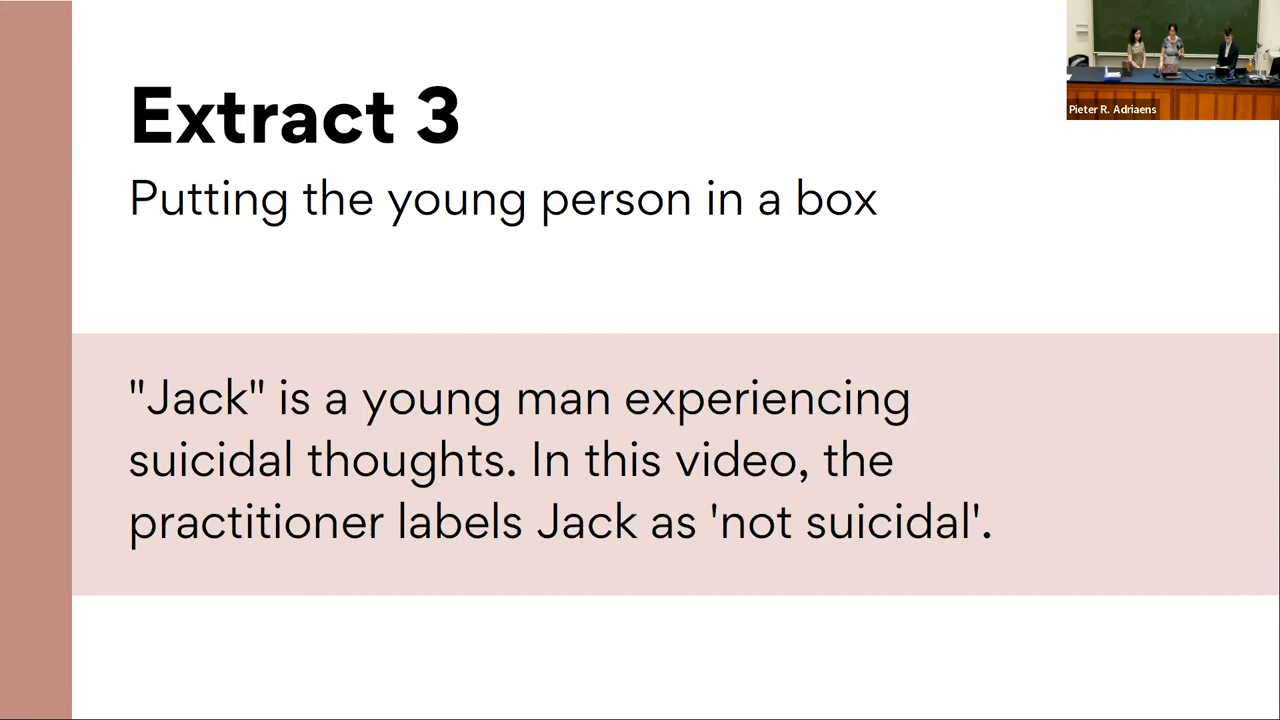 Extract 3
Putting the young person in a box
"Jack" is a young man experiencing
suicidal thoughts. In this video, the
practitioner labels Jack as 'not suicidal'.
Pieter R. Adriaens